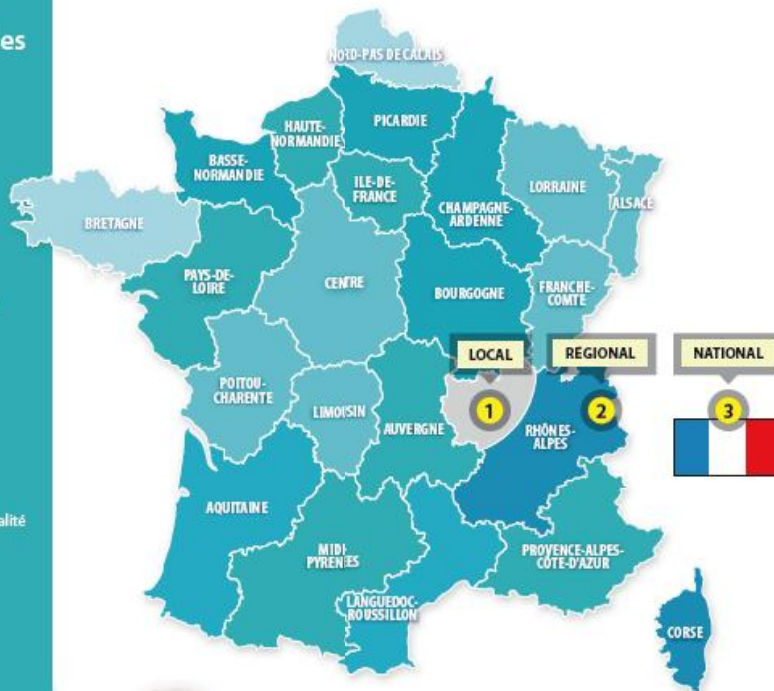 es
NORD-PAS DE CALAIS
PICARDIE
HAUTE-
NORMANDIE
BASSE-
NORMANDIE
ILE-DE-
FRANCE
CHAMPAGNE-
ARDENNE
LORRAINE
ALSACE
BRETAGNE
PAYS-DE-
LOIRE
CENTRE
BOURGOGNE
FRANCHE-
COMTE
LOCAL
REGIONAL
NATIONAL
1
2
3
POITOU-
CHARENTE
LIMOUSIN
AUVERGNE
RHÔNES-
ALPES
AQUITAINE
alité
MIDI-
PYRENEES
PROVENCE-ALPES-
CÔTE-D'AZUR
LANGUEDOC-
ROUSSILLON
CORSE